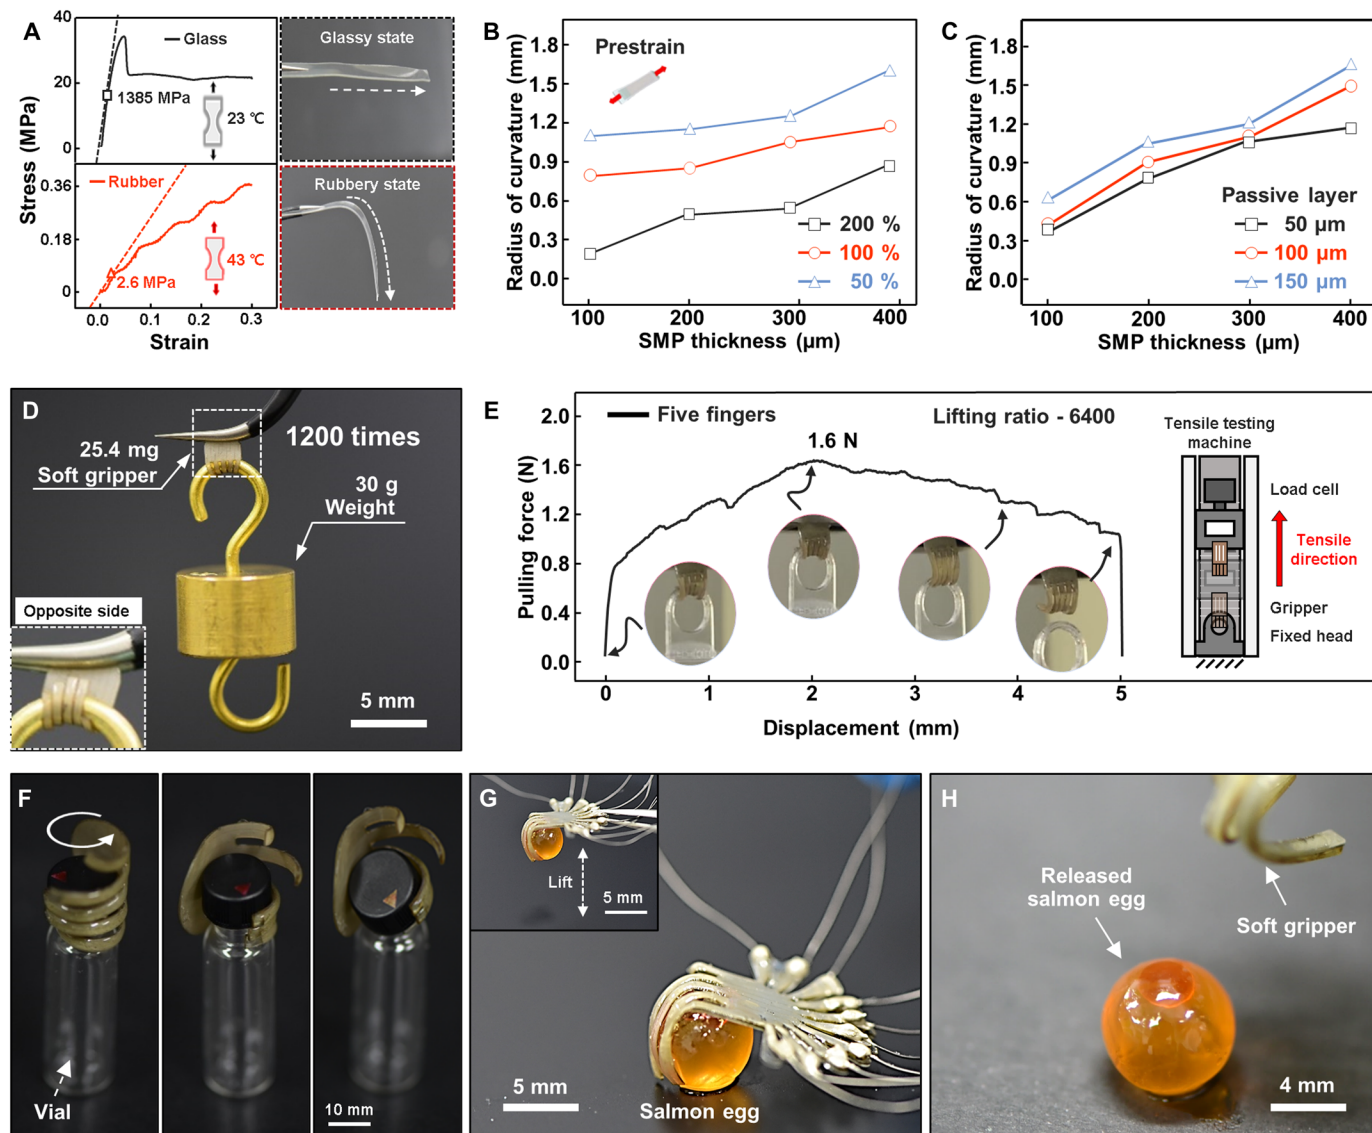 A
Stress (MPa)
40
20
0
Glass
1385 MPa
23 ℃
0.36
0.18
0
Rubber
2.6 MPa
43 ℃
0.0
0.1
0.2
0.3
Strain
Glassy state
Rubbery state
B
Radius of curvature (mm)
1.8
1.5
1.2
0.9
0.6
0.3
0.0
Prestrain
200 %
100 %
50 %
100
200
300
400
SMP thickness (μm)
C
Radius of curvature (mm)
1.8
1.5
1.2
0.9
0.6
0.3
0.0
Passive layer
50 μm
100 μm
150 μm
100
200
300
400
SMP thickness (μm)
D
1200 times
25.4 mg
Soft gripper
30 g
Weight
Opposite side
5 mm
E
Pulling force (N)
2.0
1.6
1.2
0.8
0.4
0.0
Five fingers
Lifting ratio - 6400
1.6 N
0
1
2
3
4
5
Displacement (mm)
Tensile testing
machine
Load cell
Tensile
direction
Gripper
Fixed head
F
Vial
10 mm
G
Lift
5 mm
5 mm
Salmon egg
H
Released
salmon egg
Soft gripper
4 mm